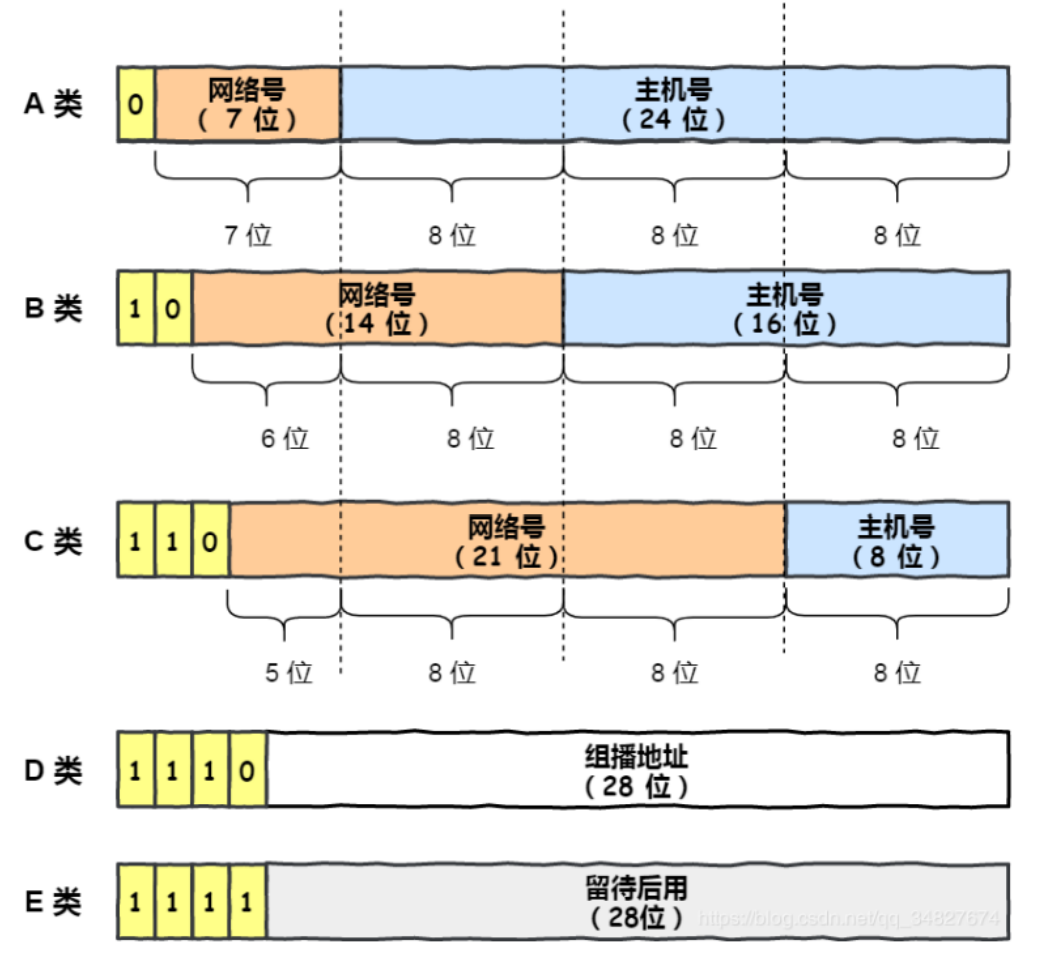 A 类
0
网络号
( 7 位 )
主机号
(24 位)
7 位
8 位
8 位
8 位
B 类
1 0
网络号
(14 位)
主机号
(16 位)
6 位
8 位
8 位
8 位
C 类
1 1 0
网络号
(21 位)
主机号
(8 位)
5 位
8 位
8 位
8 位
D 类
1 1 1 0
组播地址
(28 位)
E 类
1 1 1 1
留待后用
(28位)
https://blog.csdn.net/qq_34827674